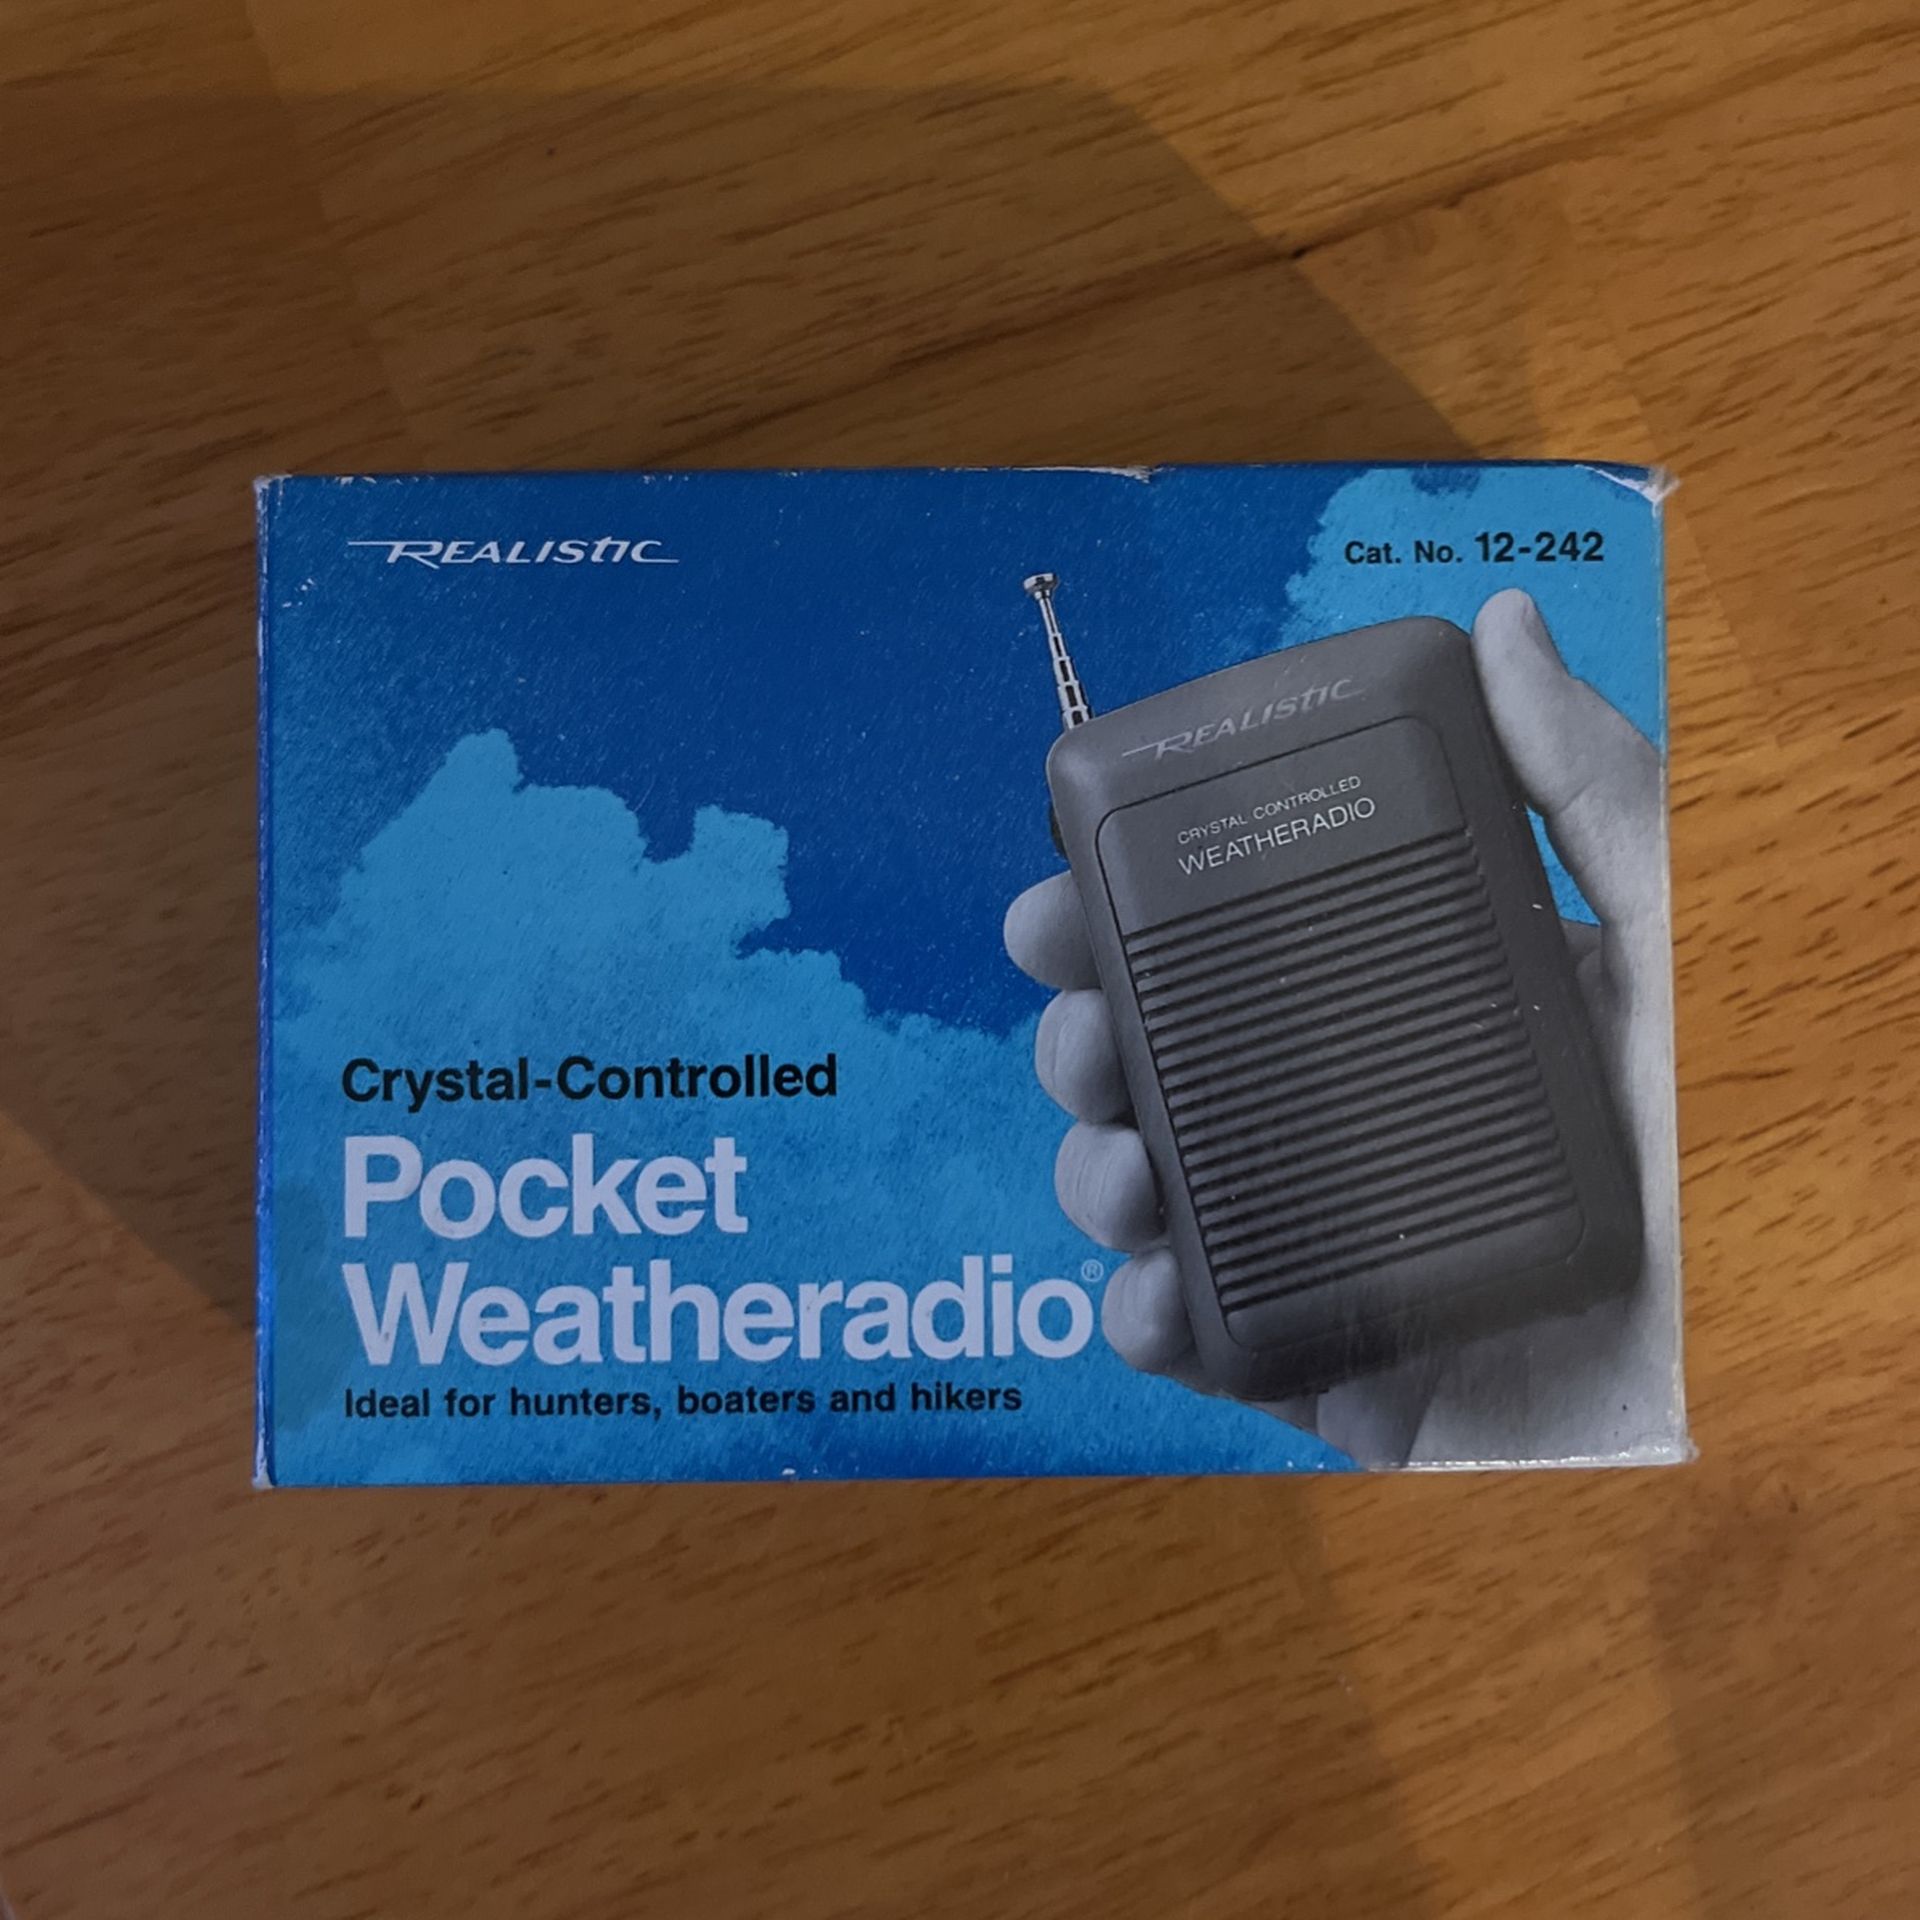 REALISTIC
Cat. No. 12-242
REALISTIC
CRYSTAL CONTROLLED
WEATHERADIO
Crystal-Controlled
Pocket
Weatheradio®
Ideal for hunters, boaters and hikers